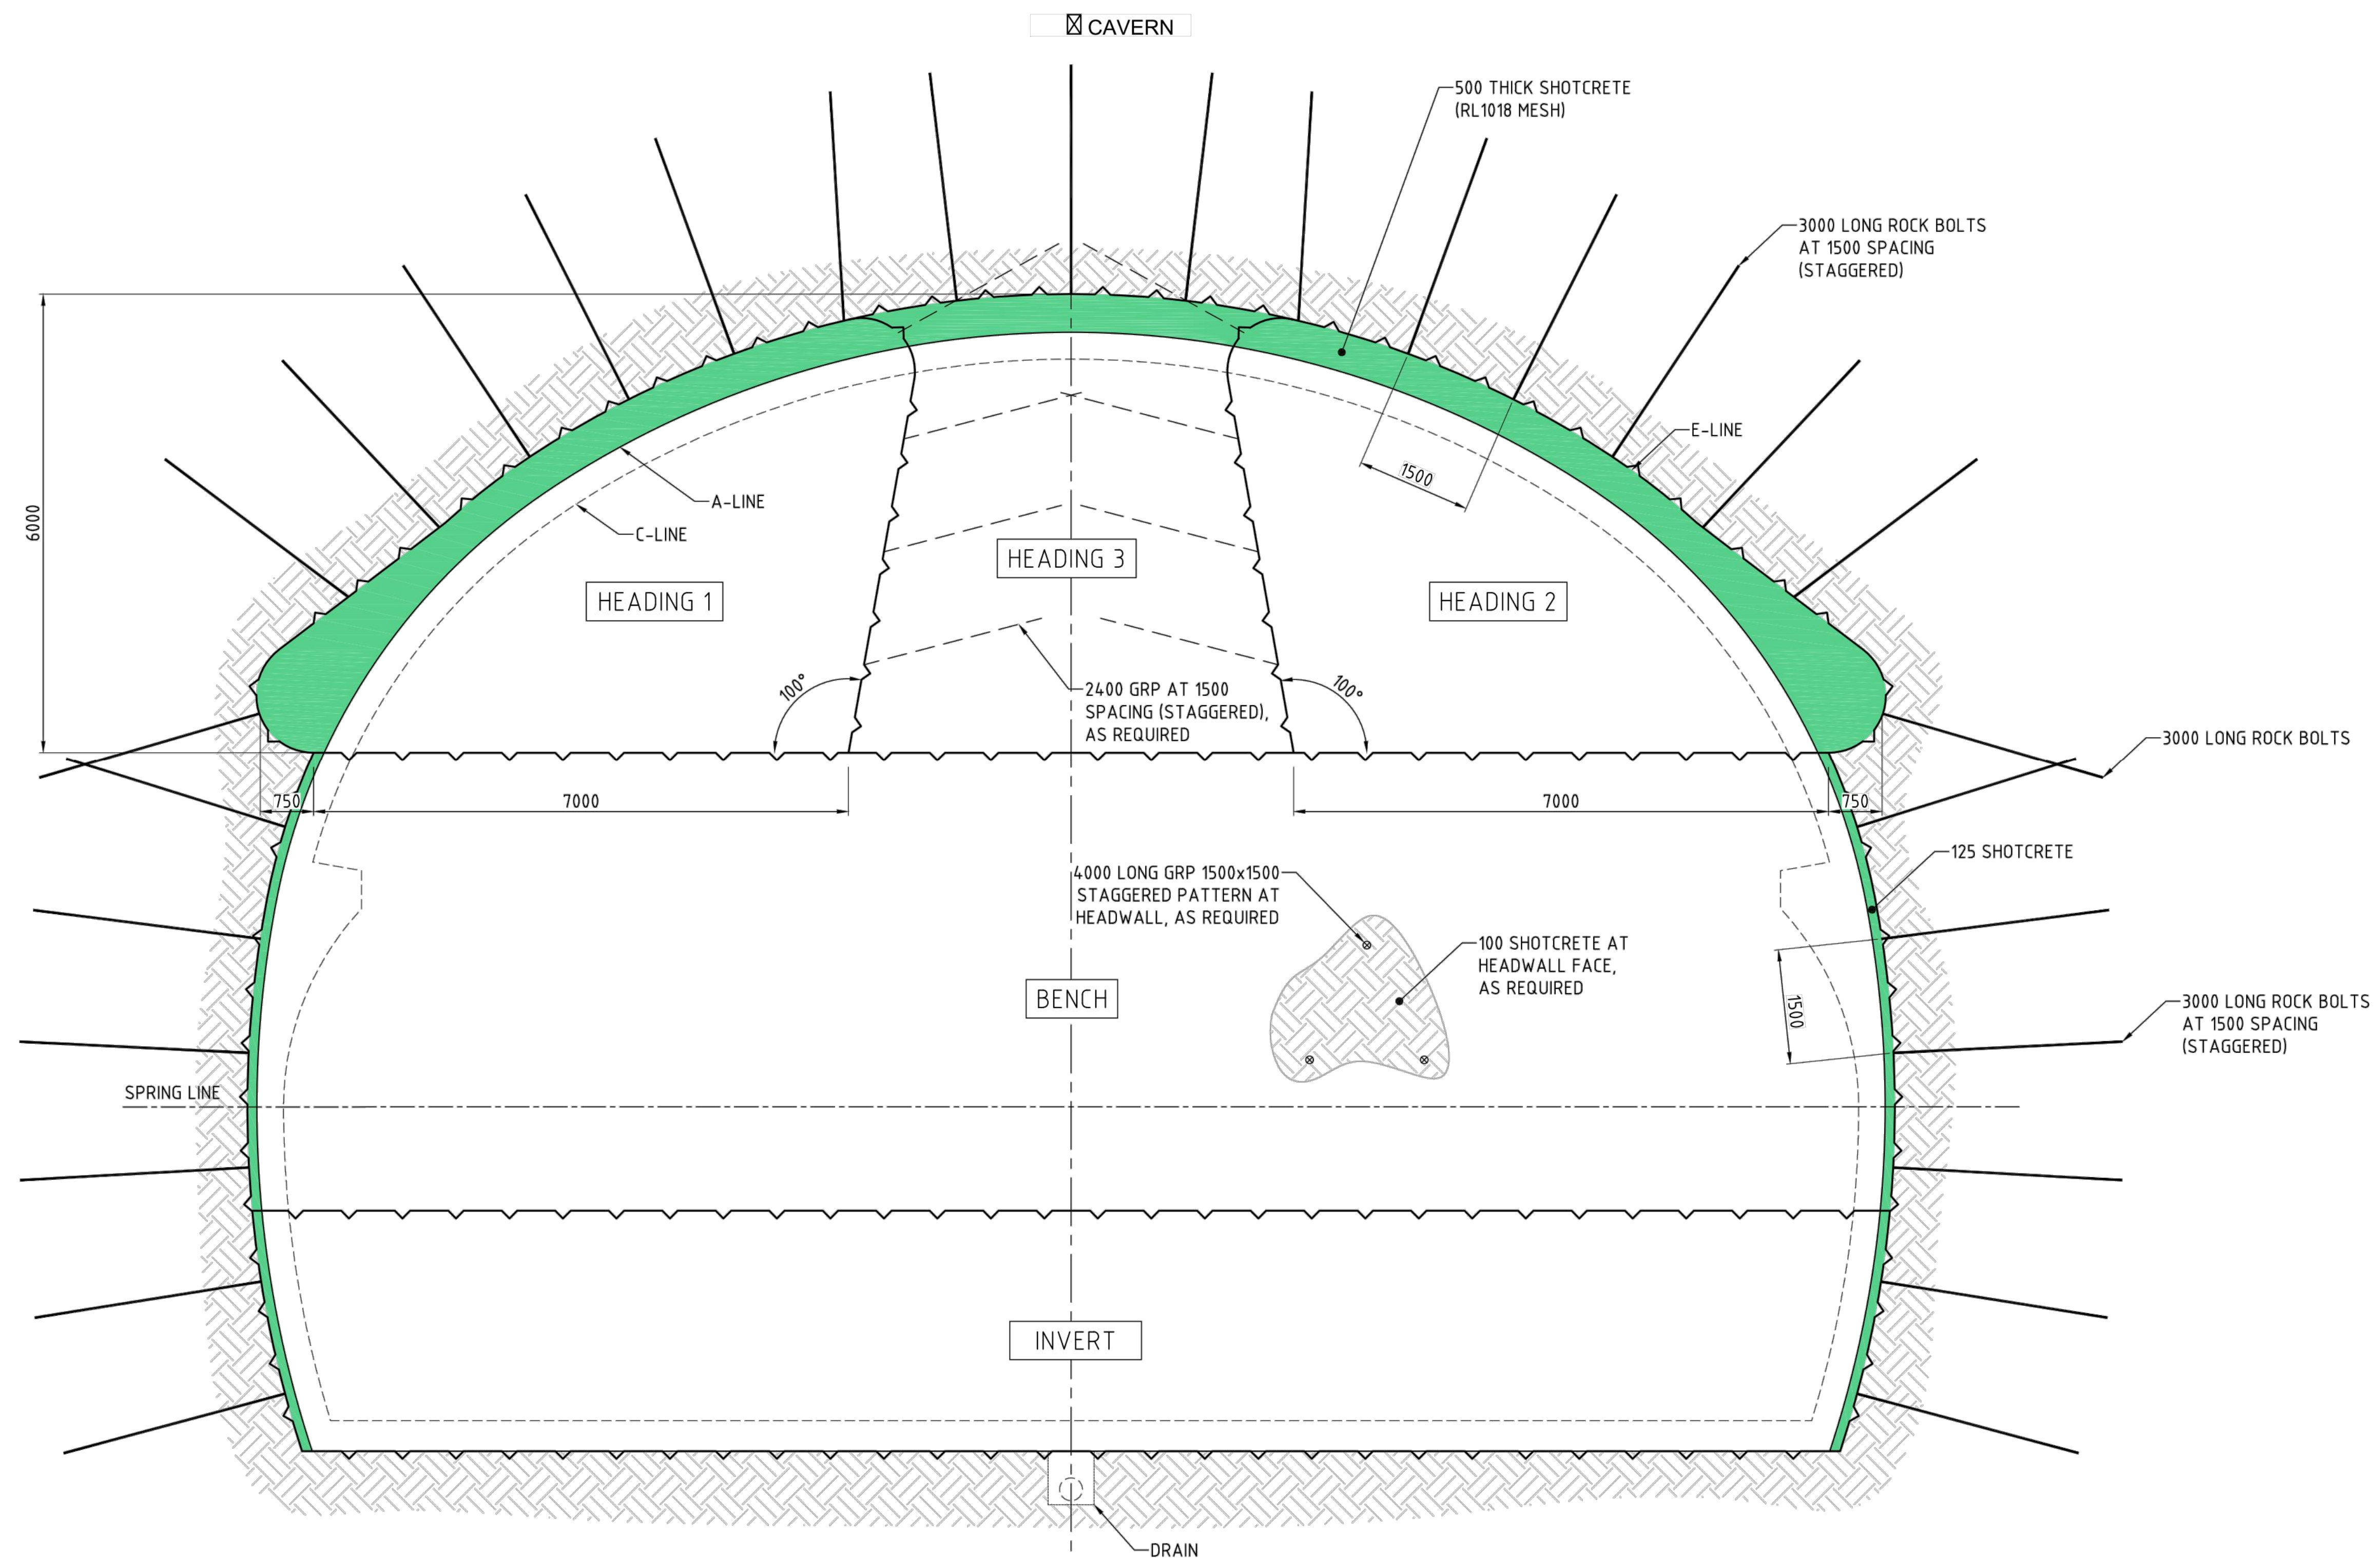 CAVERN
500 THICK SHOTCRETE
(RL1018 MESH)
3000 LONG ROCK BOLTS
AT 1500 SPACING
(STAGGERED)
E-LINE
1500
A-LINE
C-LINE
6000
HEADING 3
HEADING 1
HEADING 2
100°
100°
2400 GRP AT 1500
SPACING (STAGGERED),
AS REQUIRED
3000 LONG ROCK BOLTS
750
7000
7000
750
125 SHOTCRETE
4000 LONG GRP 1500x1500
STAGGERED PATTERN AT
HEADWALL, AS REQUIRED
100 SHOTCRETE AT
HEADWALL FACE,
AS REQUIRED
BENCH
1500
3000 LONG ROCK BOLTS
AT 1500 SPACING
(STAGGERED)
SPRING LINE
INVERT
DRAIN